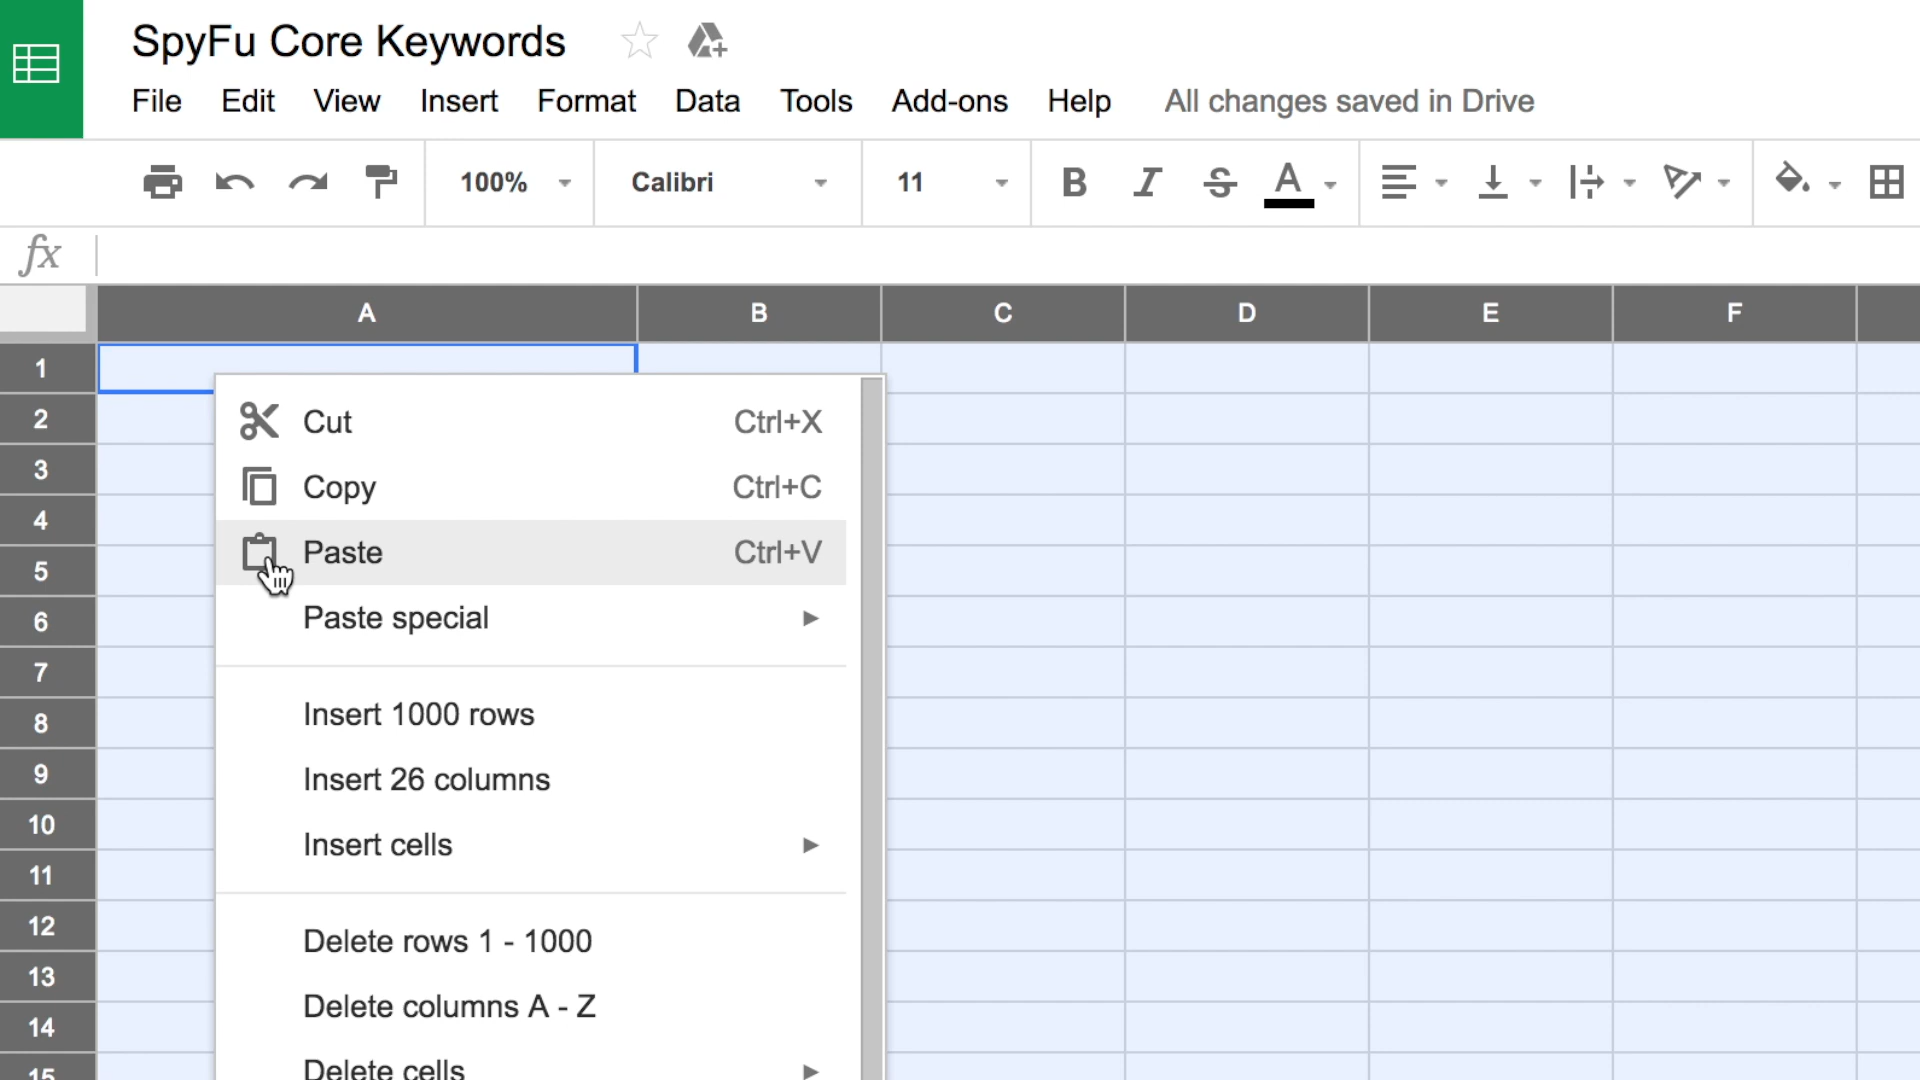 SpyFu Core Keywords
File Edit View Insert Format Data Tools Add-ons Help All changes saved in Drive
100% Calibri 11 B I S A
fx
A B C D E F
1
2
3
4
5
6
7
8
9
10
11
12
13
14
15
Cut Ctrl+X
Copy Ctrl+C
Paste Ctrl+V
Paste special
Insert 1000 rows
Insert 26 columns
Insert cells
Delete rows 1 - 1000
Delete columns A - Z
Delete cells